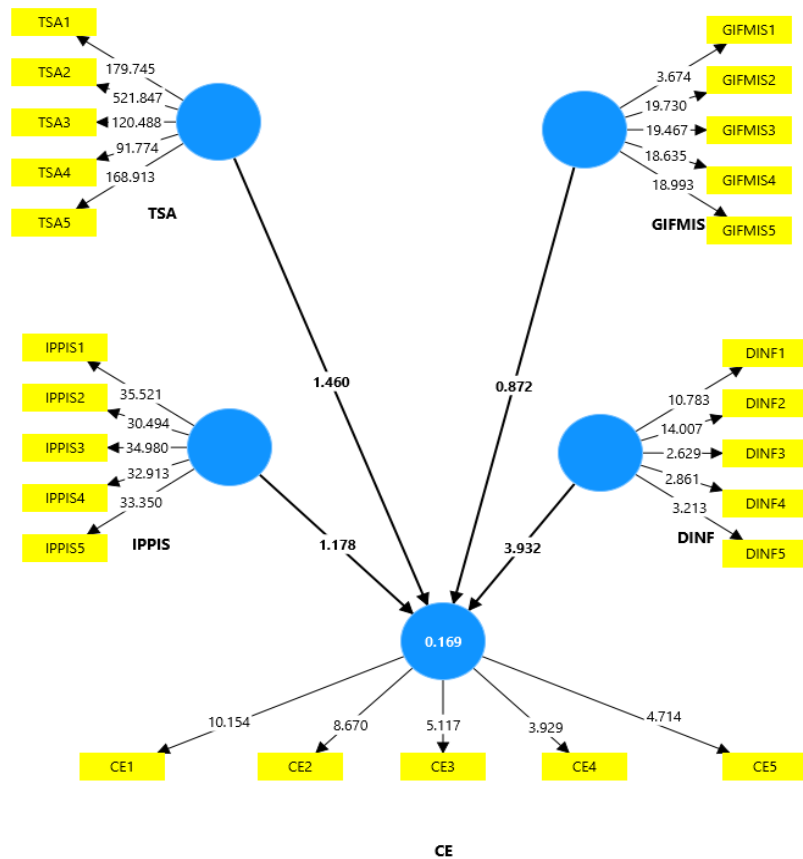 TSA1
179.745
TSA2
521.847
TSA3
120.488
TSA4
91.774
168.913
TSA5
TSA
GIFMIS1
3.674
GIFMIS2
19.730
GIFMIS3
19.467
GIFMIS4
18.635
18.993
GIFMIS5
GIFMIS
1.460
0.872
IPPIS1
35.521
IPPIS2
30.494
IPPIS3
34.980
IPPIS4
32.913
33.350
IPPIS5
IPPIS
DINF1
10.783
DINF2
14.007
DINF3
2.629
DINF4
2.861
3.213
DINF5
DINF
1.178
3.932
0.169
10.154
8.670
5.117
3.929
4.714
CE1
CE2
CE3
CE4
CE5
CE